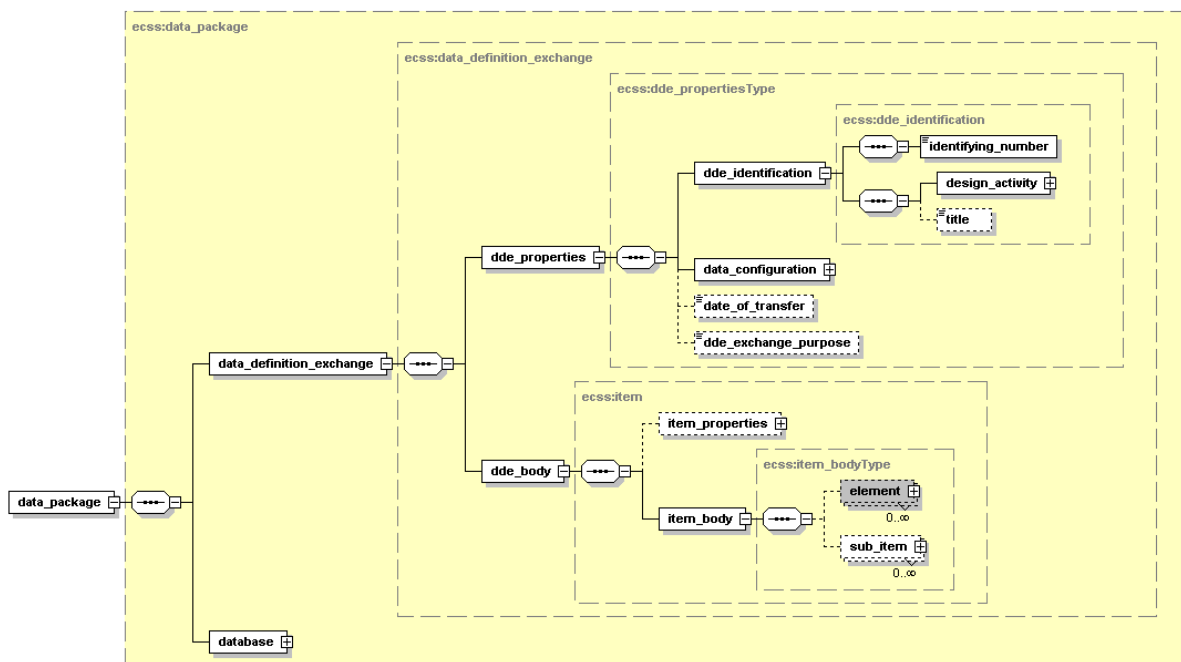 ecss:data_package
ecss:data_definition_exchange
ecss:dde_propertiesType
ecss:dde_identification
identifying_number
dde_identification
design_activity
title
dde_properties
data_configuration
date_of_transfer
dde_exchange_purpose
data_definition_exchange
ecss:item
item_properties
ecss:item_bodyType
dde_body
element
0..∞
data_package
item_body
sub_item
0..∞
database